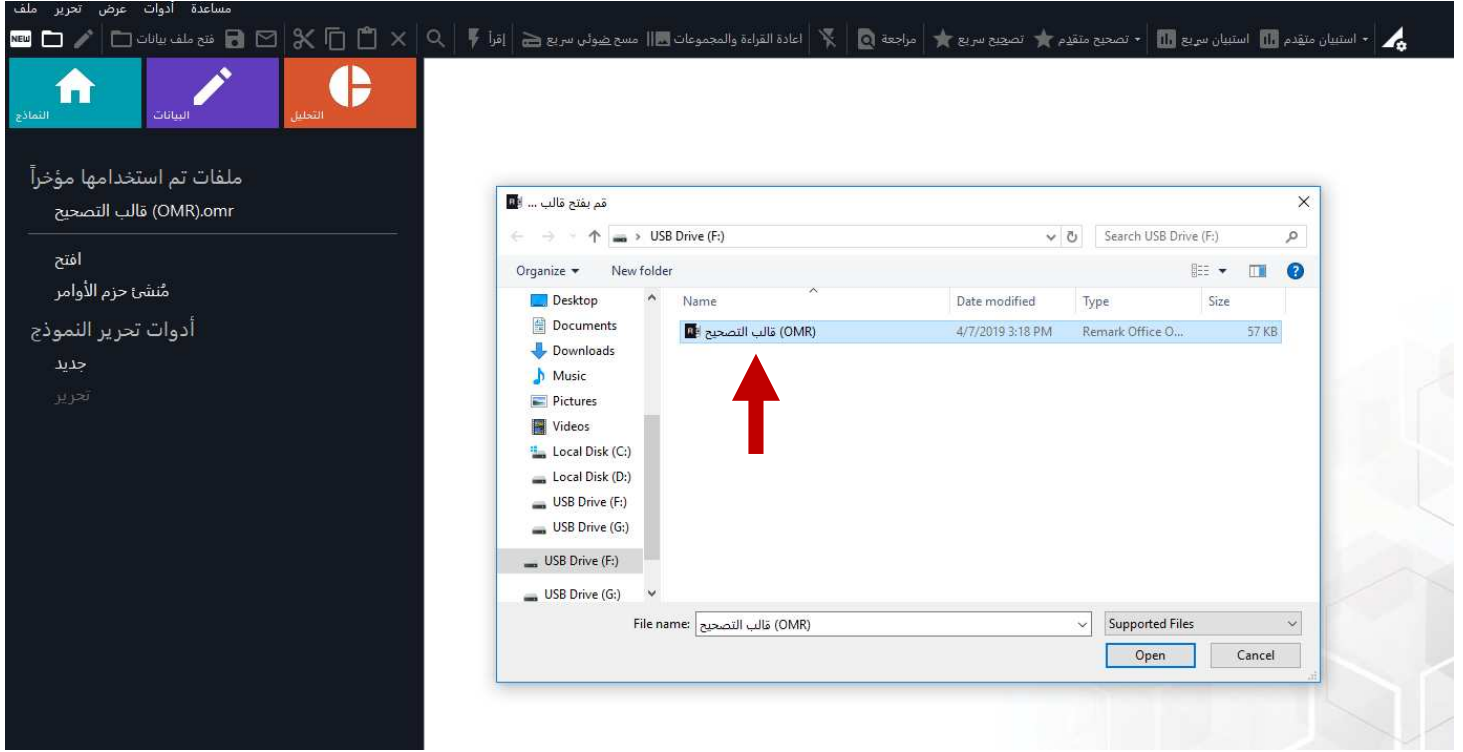 ملف تحرير عرض أدوات مساعدة
NEW فتح ملف بيانات إقرأ مسح ضوئي سريع اعادة القراءة والمجموعات مراجعة تصحيح سريع تصحيح متقدم استبيان سريع استبيان متقدم
النماذج البيانات التحليل
ملفات تم استخدامها مؤخراً
قالب التصحيح (OMR).omr
افتح
مُنشئ حزم الأوامر
أدوات تحرير النموذج
جديد
تحرير
قم بفتح قالب ...
USB Drive (F:) Search USB Drive (F:)
Organize New folder
Name Date modified Type Size
قالب التصحيح (OMR) 4/7/2019 3:18 PM Remark Office O... 57 KB
Desktop
Documents
Downloads
Music
Pictures
Videos
Local Disk (C:)
Local Disk (D:)
USB Drive (F:)
USB Drive (G:)
USB Drive (F:)
USB Drive (G:)
File name: قالب التصحيح (OMR) Supported Files
Open Cancel